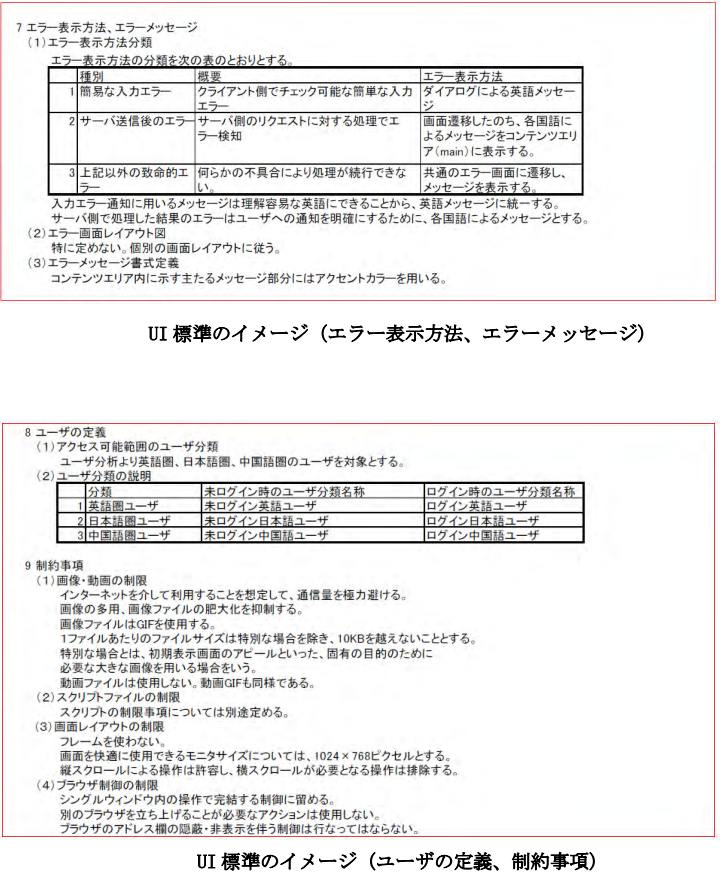 7 エラー表示方法、エラーメッセージ
(1)エラー表示方法分類
エラー表示方法の分類を次の表のとおりとする。
種別 概要 エラー表示方法
1 簡易な入力エラー クライアント側でチェック可能な簡単な入力 ダイアログによる英語メッセー
エラー ジ
2 サーバ送信後のエラー サーバ側のリクエストに対する処理でエ 画面遷移したのち、各国語に
ラー検知 よるメッセージをコンテンツエリ
ア(main)に表示する。
3 上記以外の致命的エ 何らかの不具合により処理が続行できな 共通のエラー画面に遷移し、
ラー い。 メッセージを表示する。
入力エラー通知に用いるメッセージは理解容易な英語にできることから、英語メッセージに統一する。
サーバ側で処理した結果のエラーはユーザへの通知を明確にするために、各国語によるメッセージとする。
(2)エラー画面レイアウト図
特に定めない。個別の画面レイアウトに従う。
(3)エラーメッセージ書式定義
コンテンツエリア内に示す主たるメッセージ部分にはアクセントカラーを用いる。
UI 標準のイメージ (エラー表示方法、エラーメッセージ)
8 ユーザの定義
(1)アクセス可能範囲のユーザ分類
ユーザ分析より英語圏、日本語圏、中国語圏のユーザを対象とする。
(2)ユーザ分類の説明
分類 未ログイン時のユーザ分類名称 ログイン時のユーザ分類名称
1 英語圏ユーザ 未ログイン英語ユーザ ログイン英語ユーザ
2 日本語圏ユーザ 未ログイン日本語ユーザ ログイン日本語ユーザ
3 中国語圏ユーザ 未ログイン中国語ユーザ ログイン中国語ユーザ
9 制約事項
(1)画像・動画の制限
インターネットを介して利用することを想定して、通信量を極力避ける。
画像の多用、画像ファイルの肥大化を抑制する。
画像ファイルはGIFを使用する。
1ファイルあたりのファイルサイズは特別な場合を除き、10KBを越えないこととする。
特別な場合とは、初期表示画面のアピールといった、固有の目的のために
必要な大きな画像を用いる場合をいう。
動画ファイルは使用しない。動画GIFも同様である。
(2)スクリプトファイルの制限
スクリプトの制限事項については別途定める。
(3)画面レイアウトの制限
フレームを使わない。
画面を快適に使用できるモニタサイズについては、1024×768ピクセルとする。
縦スクロールによる操作は許容し、横スクロールが必要となる操作は排除する。
(4)ブラウザ制御の制限
シングルウィンドウ内の操作で完結する制御に留める。
別のブラウザを立ち上げることが必要なアクションは使用しない。
ブラウザのアドレス欄の隠蔽・非表示を伴う制御は行なってはならない。
UI 標準のイメージ (ユーザの定義、制約事項)